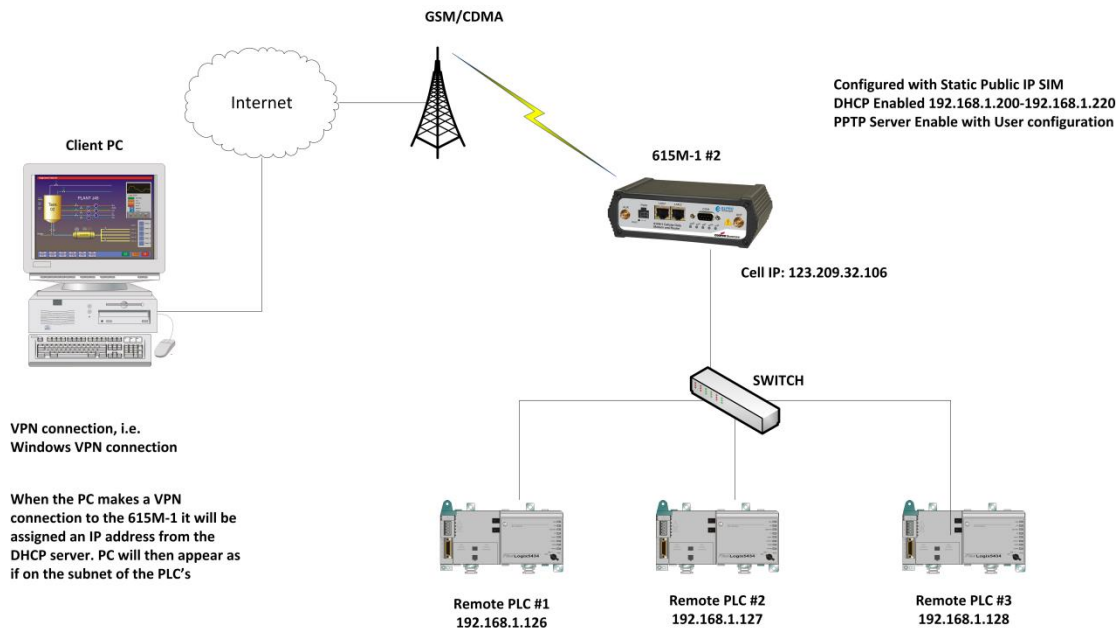 GSM/CDMA
Internet
Configured with Static Public IP SIM
DHCP Enabled 192.168.1.200-192.168.1.220
PPTP Server Enable with User configuration
Client PC
615M-1 #2
Cell IP: 123.209.32.106
SWITCH
VPN connection, i.e.
Windows VPN connection
When the PC makes a VPN
connection to the 615M-1 it will be
assigned an IP address from the
DHCP server. PC will then appear as
if on the subnet of the PLC's
Remote PLC #1
192.168.1.126
Remote PLC #2
192.168.1.127
Remote PLC #3
192.168.1.128